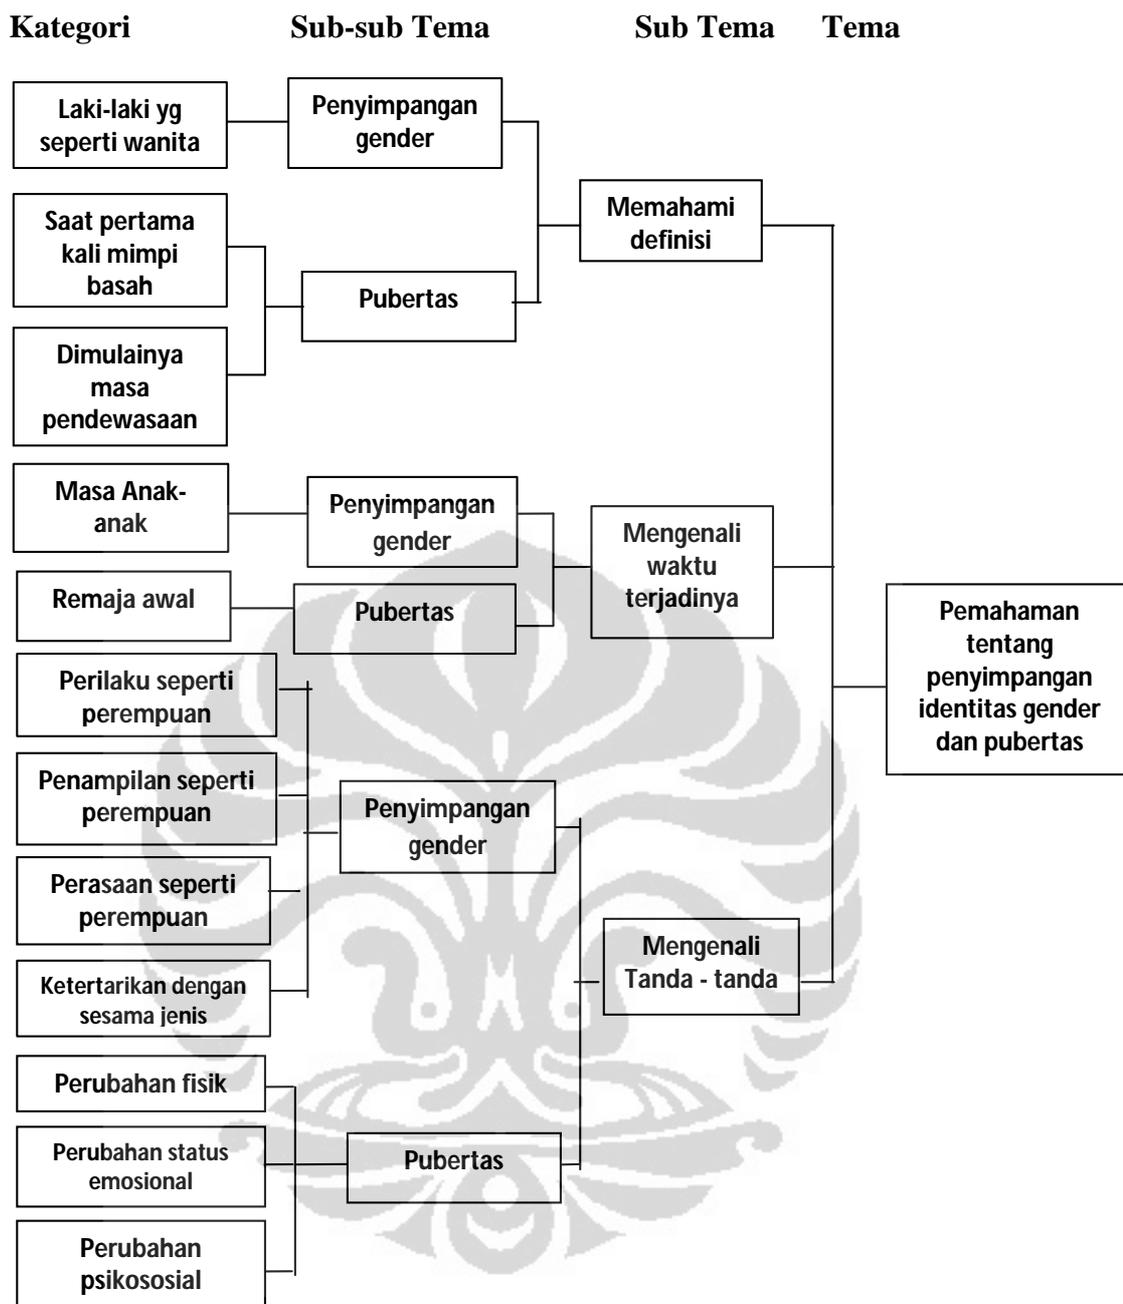 Kategori Sub-sub Tema Sub Tema Tema
Laki-laki yg
seperti wanita
Penyimpangan
gender
Saat pertama
kali mimpi
basah
Pubertas
Dimulainya
masa
pendewasaan
Memahami
definisi
Masa Anak-
anak
Penyimpangan
gender
Remaja awal
Pubertas
Mengenali
waktu
terjadinya
Perilaku seperti
perempuan
Penampilan seperti
perempuan
Perasaan seperti
perempuan
Ketertarikan dengan
sesama jenis
Penyimpangan
gender
Perubahan fisik
Perubahan status
emosional
Perubahan
psikososial
Pubertas
Mengenali
Tanda - tanda
Pemahaman
tentang
penyimpangan
identitas gender
dan pubertas